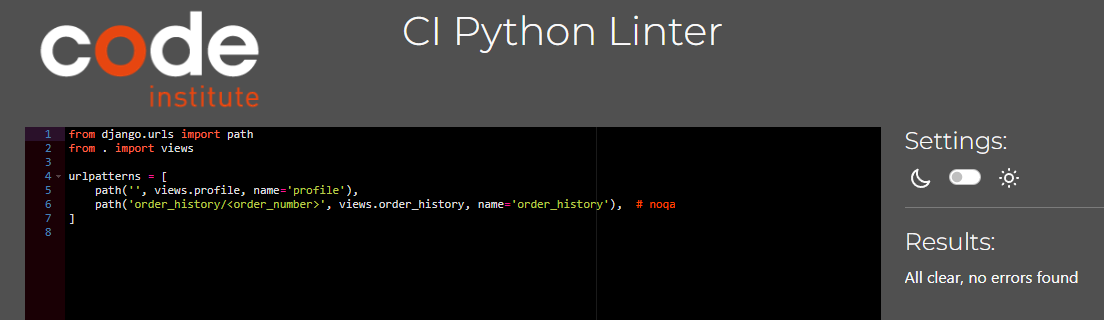 code
institute
CI Python Linter
1 from django.urls import path
2 from . import views
3
4 urlpatterns = [
5     path('', views.profile, name='profile'),
6     path('order_history/<order_number>', views.order_history, name='order_history'),  # noqa
7 ]
8
Settings:
Results:
All clear, no errors found